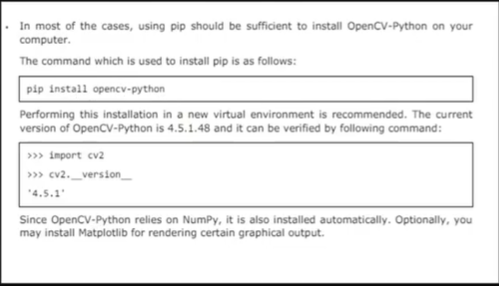 • In most of the cases, using pip should be sufficient to install OpenCV-Python on your
computer.
The command which is used to install pip is as follows:
pip install opencv-python
Performing this installation in a new virtual environment is recommended. The current
version of OpenCV-Python is 4.5.1.48 and it can be verified by following command:
>>> import cv2
>>> cv2.__version__
'4.5.1'
Since OpenCV-Python relies on NumPy, it is also installed automatically. Optionally, you
may install Matplotlib for rendering certain graphical output.